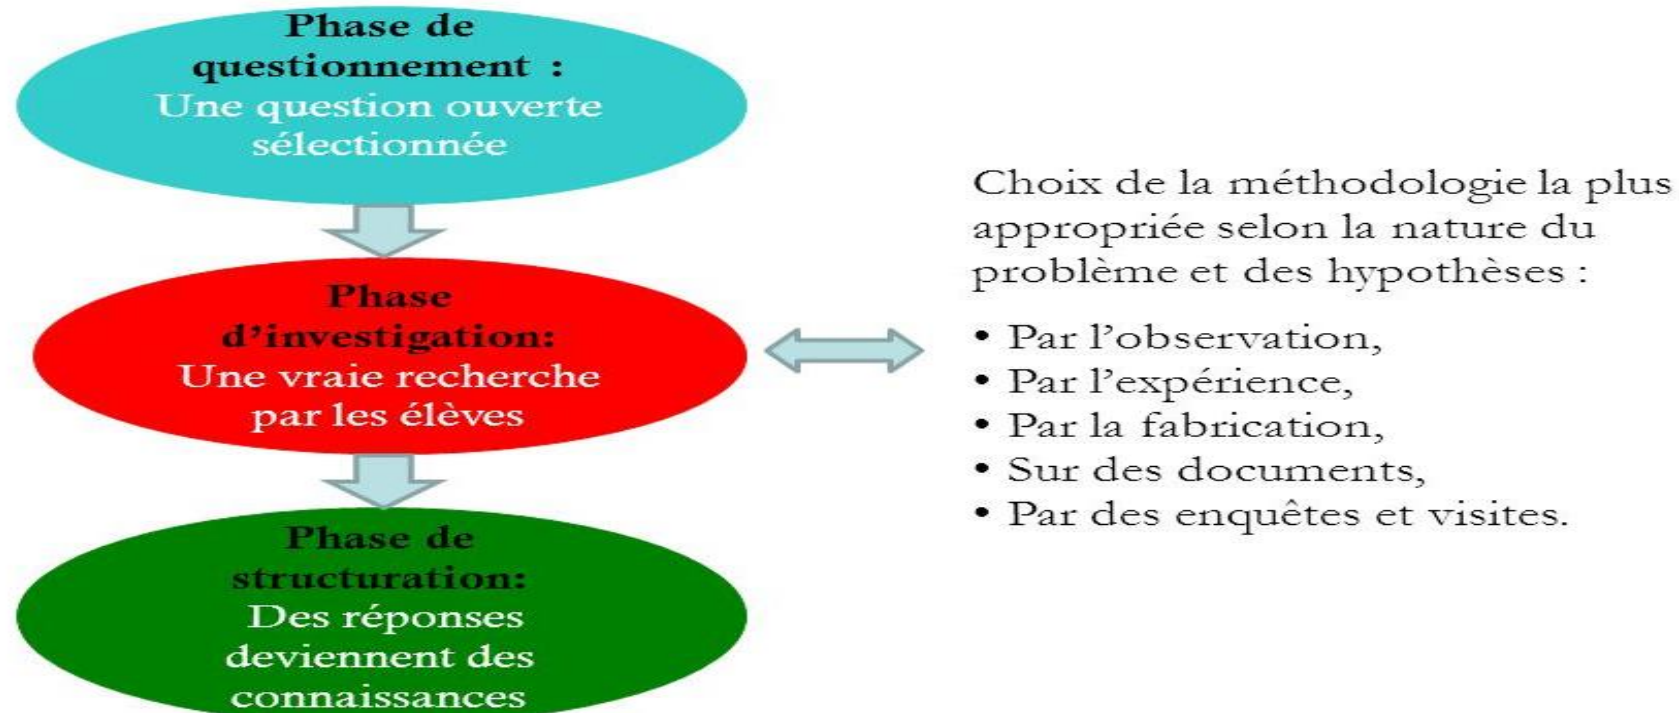 Phase de
questionnement :
Une question ouverte
sélectionnée
Phase
d’investigation:
Une vraie recherche
par les élèves
Phase de
structuration:
Des réponses
deviennent des
connaissances
Choix de la méthodologie la plus
appropriée selon la nature du
problème et des hypothèses :
• Par l’observation,
• Par l’expérience,
• Par la fabrication,
• Sur des documents,
• Par des enquêtes et visites.